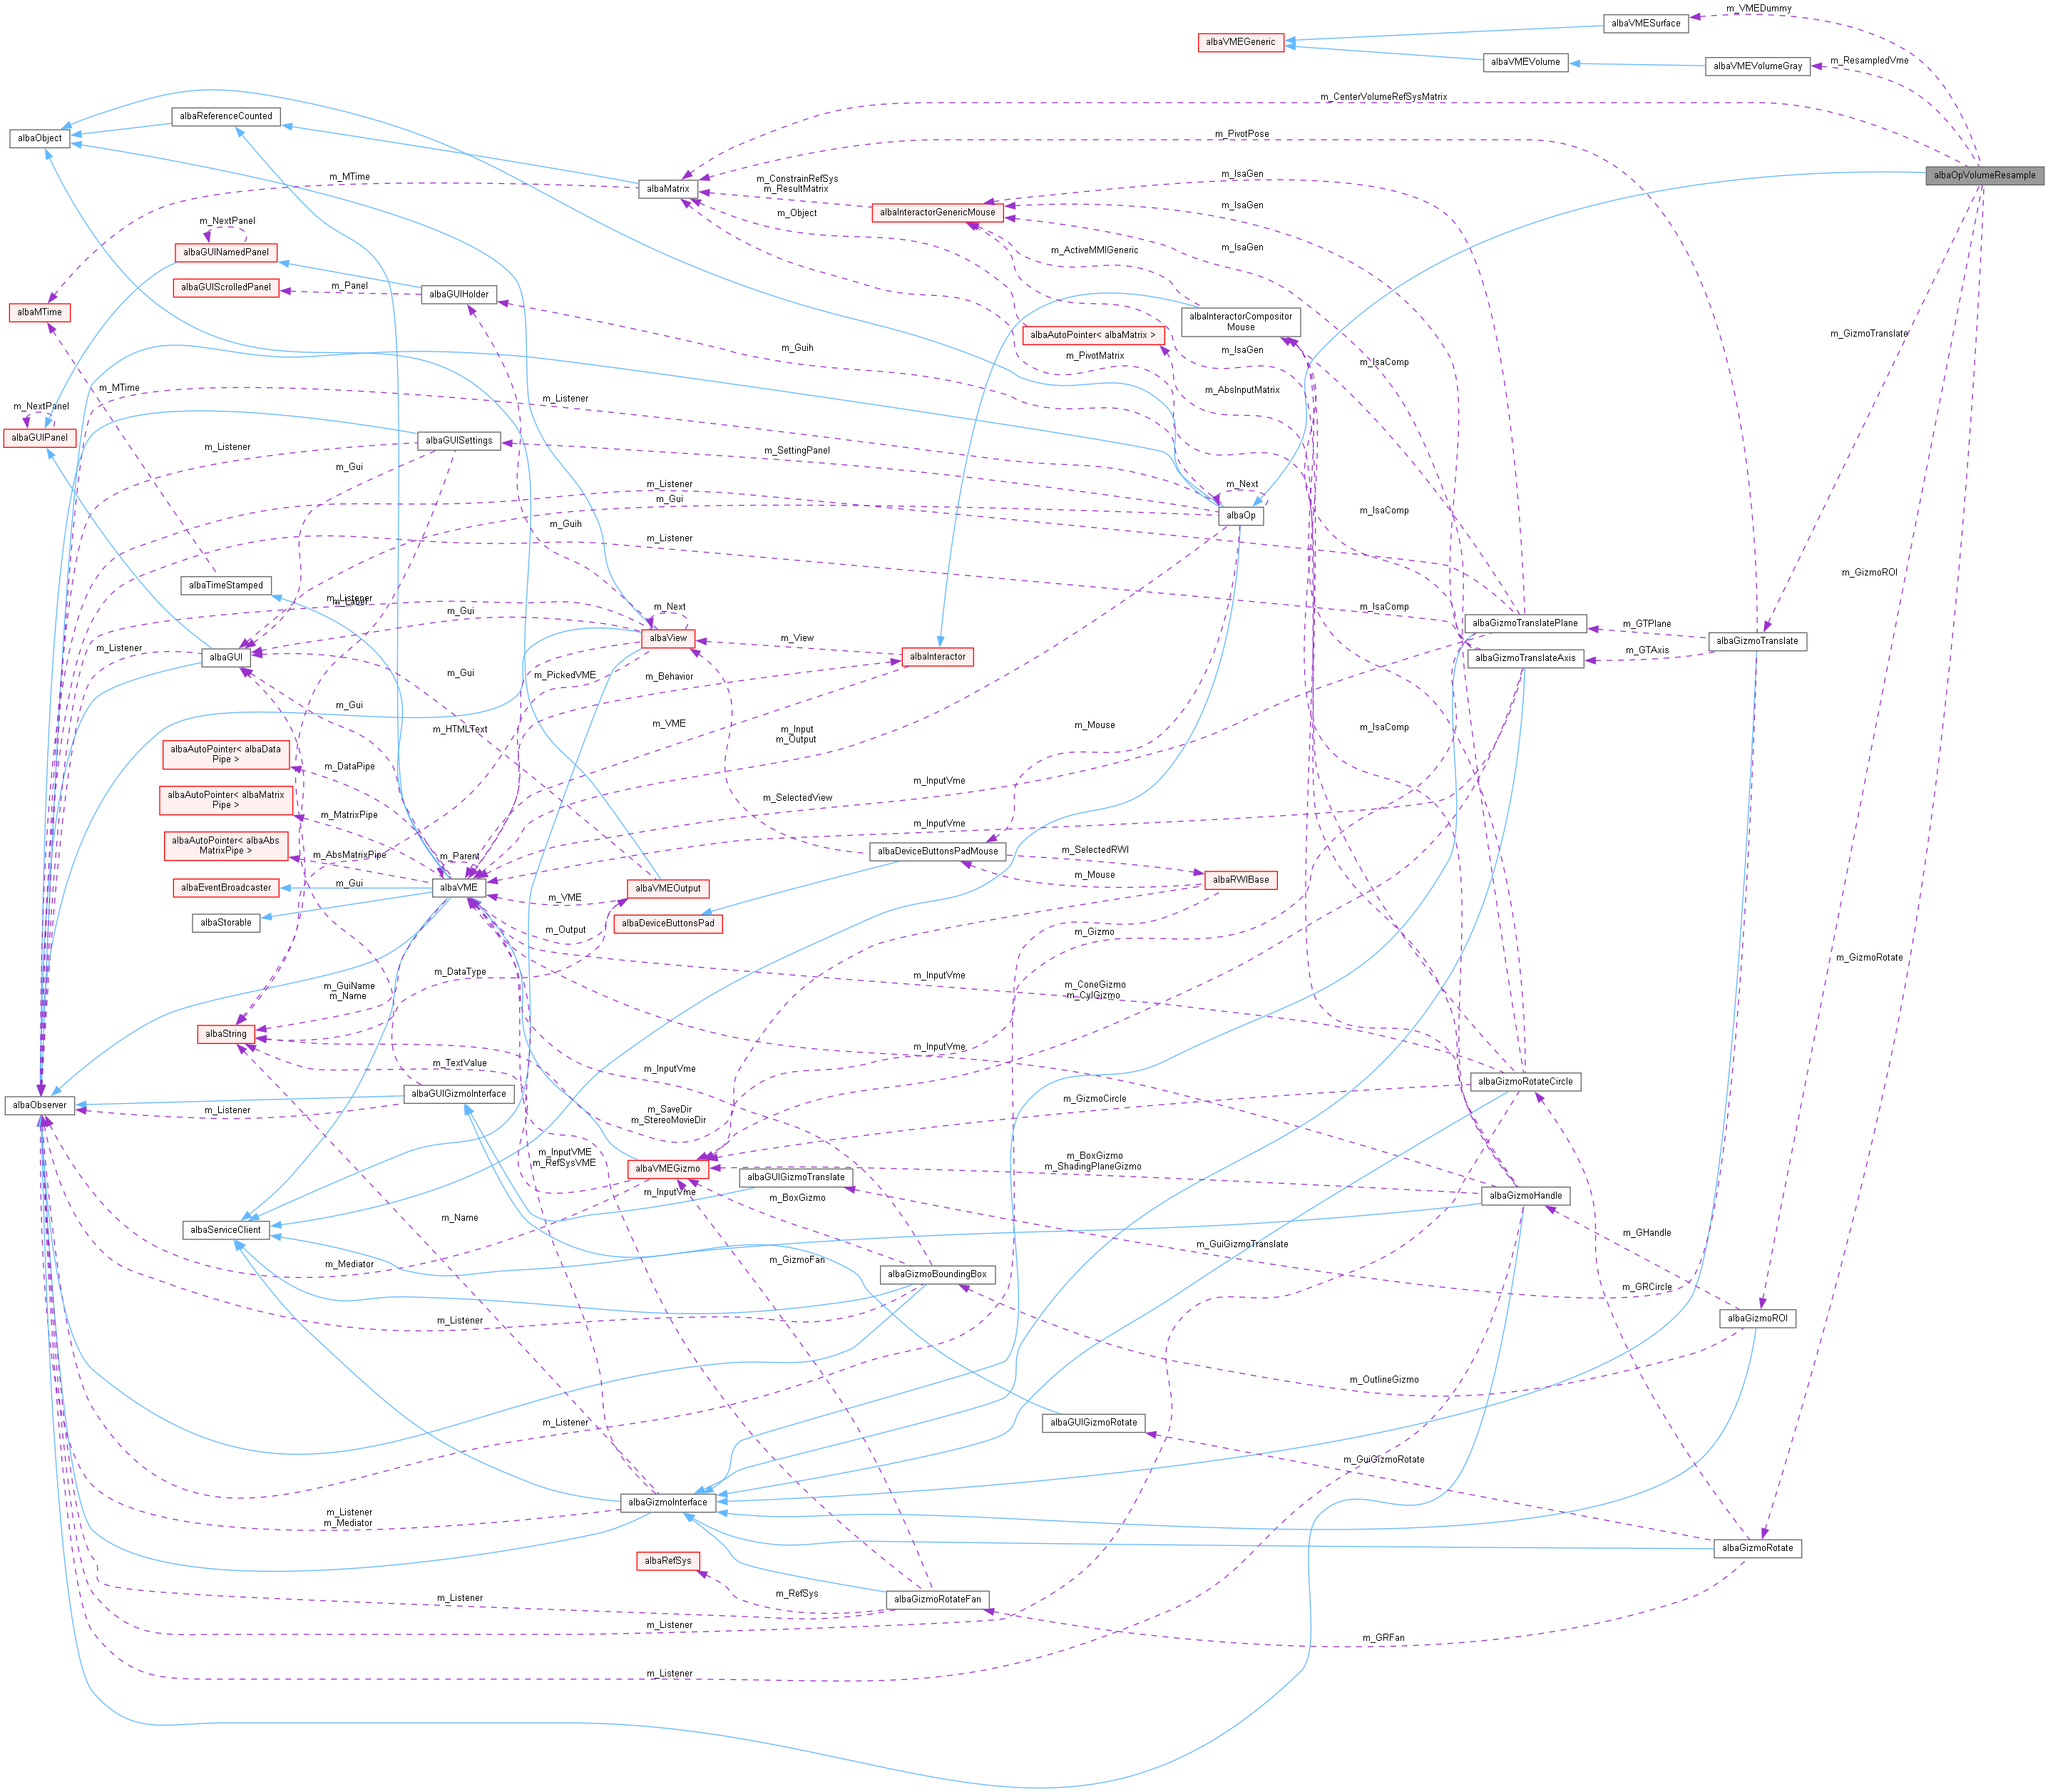 m_VMEDummy
albaVMESurface
albaVMEGeneric
albaVMEVolume
albaVMEVolumeGray
m_ResampledVme
m_CenterVolumeRefSysMatrix
albaReferenceCounted
albaObject
m_PivotPose
m_MTime
albaMatrix
m_ConstrainRefSys
m_ResultMatrix
m_IsaGen
albaOpVolumeResample
m_NextPanel
m_Object
albaInteractorGenericMouse
m_IsaGen
albaGUINamedPanel
m_ActiveMMIGeneric
m_IsaGen
albaGUIScrolledPanel
m_Panel
albaGUIHolder
albaMTime
albaInteractorCompositor
Mouse
albaAutoPointer< albaMatrix >
m_GizmoTranslate
m_Guih
m_PivotMatrix
m_IsaGen
m_IsaComp
m_MTime
m_AbsInputMatrix
m_NextPanel
m_Listener
albaGUIPanel
albaGUISettings
m_Listener
m_SettingPanel
m_Gui
m_Listener
m_Next
m_Gui
albaOp
m_IsaComp
m_Guih
m_Listener
m_GizmoROI
albaTimeStamped
m_Listener
m_Label
m_Gui
m_Next
m_IsaComp
albaGizmoTranslatePlane
m_GTPlane
albaGizmoTranslate
albaView
m_View
m_Listener
albaGUI
albaInteractor
albaGizmoTranslateAxis
m_GTAxis
m_Gui
m_PickedVME
m_Behavior
m_Gui
m_VME
m_Input
m_Output
m_Mouse
m_IsaComp
m_HTMLText
albaAutoPointer< albaData
Pipe >
m_DataPipe
m_InputVme
albaAutoPointer< albaMatrix
Pipe >
m_SelectedView
m_MatrixPipe
m_InputVme
albaAutoPointer< albaAbs
MatrixPipe >
m_AbsMatrixPipe
m_Parent
albaDeviceButtonsPadMouse
m_SelectedRWI
albaEventBroadcaster
m_Gui
albaVME
albaVMEOutput
m_VME
m_Mouse
albaRWIBase
albaStorable
albaDeviceButtonsPad
m_Output
m_Gizmo
m_GizmoRotate
m_DataType
m_InputVme
m_GuiName
m_Name
m_ConeGizmo
m_CylGizmo
albaString
m_TextValue
m_InputVme
m_InputVme
albaGUIGizmoInterface
albaGizmoRotateCircle
albaObserver
m_Listener
m_SaveDir
m_StereoMovieDir
m_GizmoCircle
m_InputVME
m_RefSysVME
albaVMEGizmo
albaGUIGizmoTranslate
m_BoxGizmo
m_ShadingPlaneGizmo
m_InputVme
m_BoxGizmo
albaGizmoHandle
albaServiceClient
m_Name
m_GHandle
m_GuiGizmoTranslate
m_Mediator
m_GizmoFan
albaGizmoBoundingBox
m_GRCircle
m_Listener
albaGizmoROI
m_OutlineGizmo
m_Listener
albaGUIGizmoRotate
m_GuiGizmoRotate
m_Listener
m_Mediator
albaGizmoInterface
albaGizmoRotate
albaRefSys
m_RefSys
m_Listener
albaGizmoRotateFan
m_Listener
m_GRFan
m_Listener